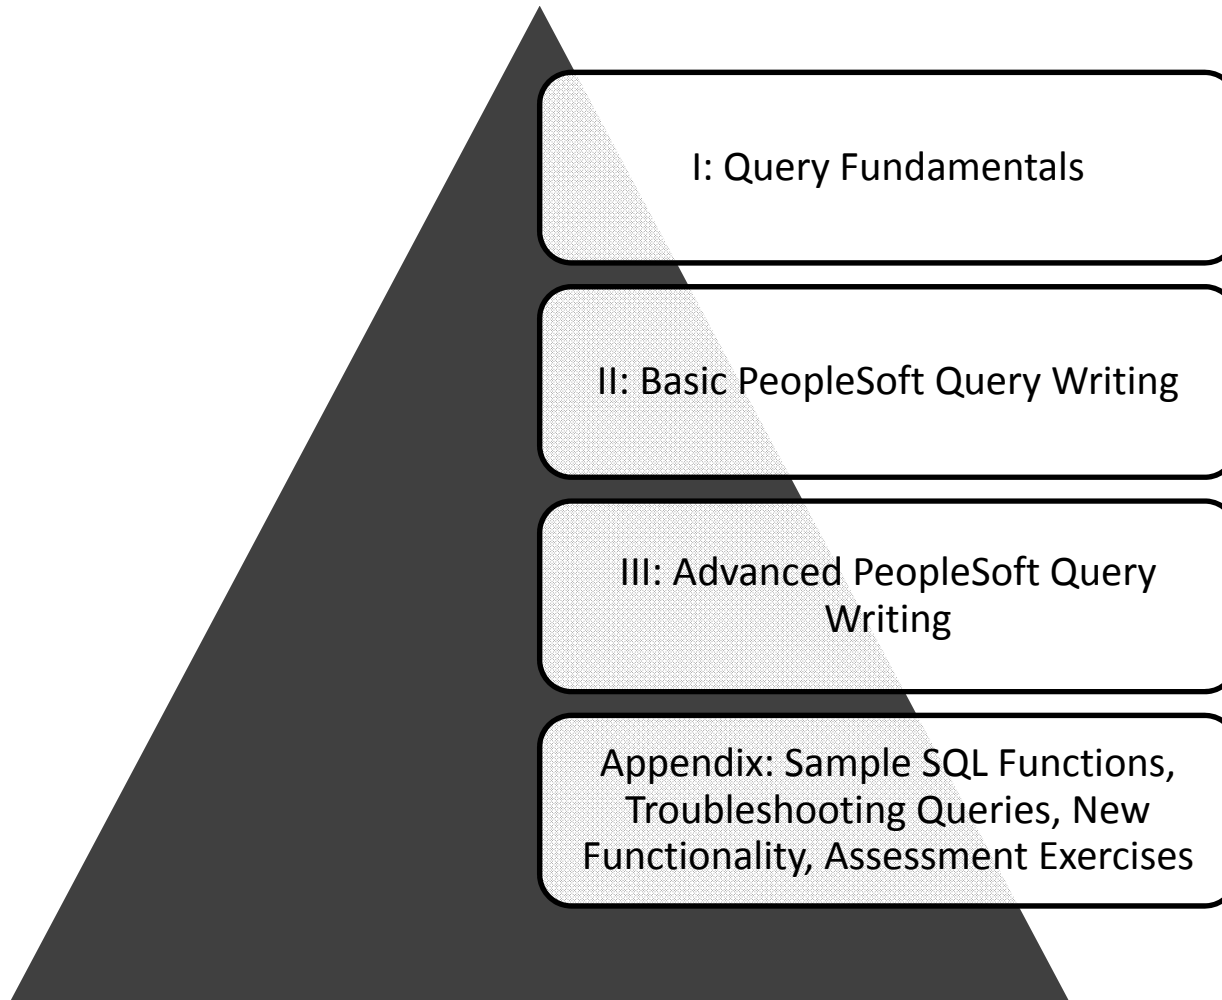 I: Query Fundamentals
II: Basic PeopleSoft Query Writing
III: Advanced PeopleSoft Query
Writing
Appendix: Sample SQL Functions,
Troubleshooting Queries, New
Functionality, Assessment Exercises